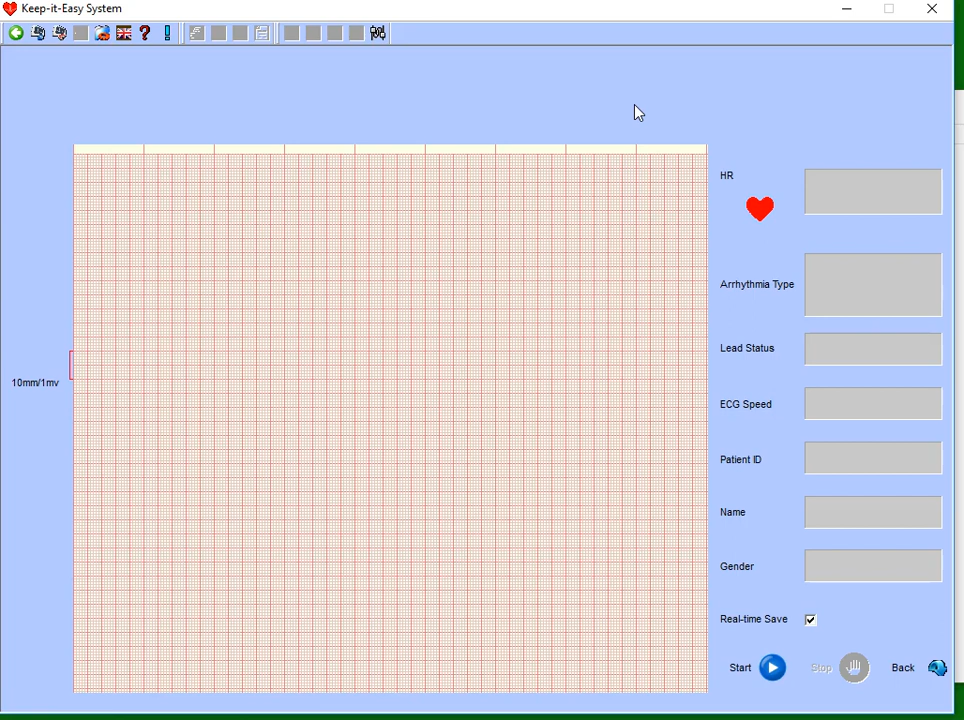 Keep-it-Easy System
HR
Arrhythmia Type
Lead Status
10mm/1mv
ECG Speed
Patient ID
Name
Gender
Real-time Save
Start Stop Back